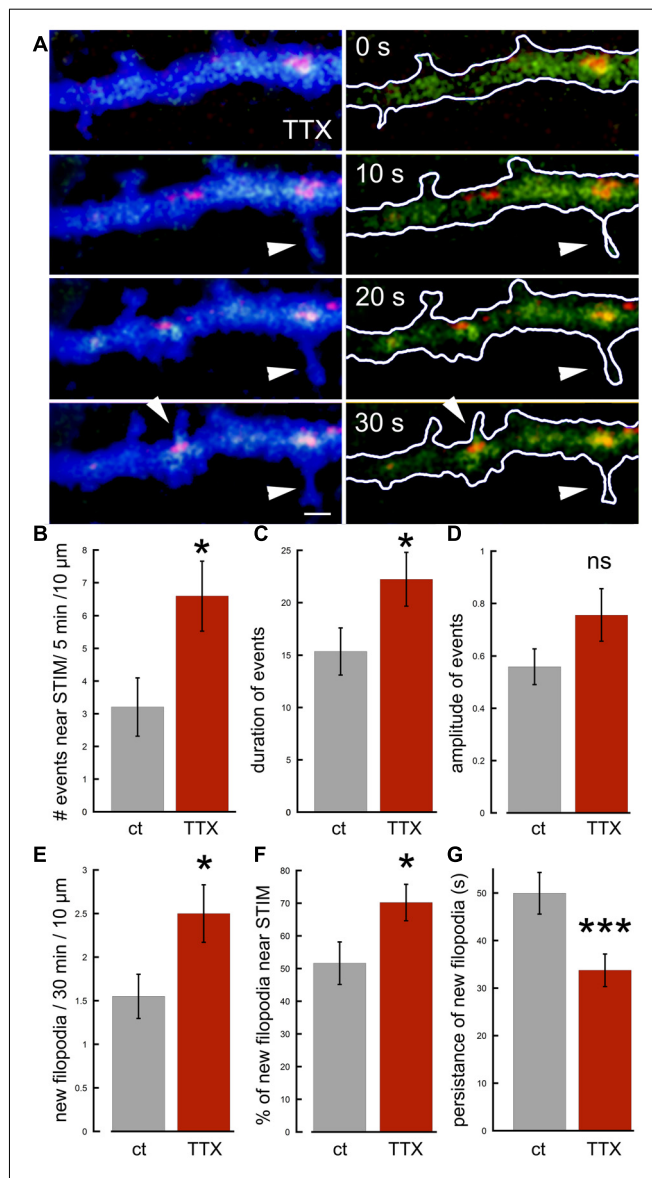 A
TTX
0 s
10 s
20 s
30 s
B
# events near STIM/ 5 min /10 µm
8
7
6
5
4
3
2
1
0
*
ct
TTX
C
duration of events
25
20
15
10
5
0
*
ct
TTX
D
amplitude of events
1
0.8
0.6
0.4
0.2
0
ns
ct
TTX
E
new filopodia / 30 min / 10 µm
3
2.5
2
1.5
1
0.5
0
*
ct
TTX
F
% of new filopodia near STIM
80
70
60
50
40
30
20
10
0
*
ct
TTX
G
persistance of new filopodia (s)
50
40
30
20
10
0
***
ct
TTX